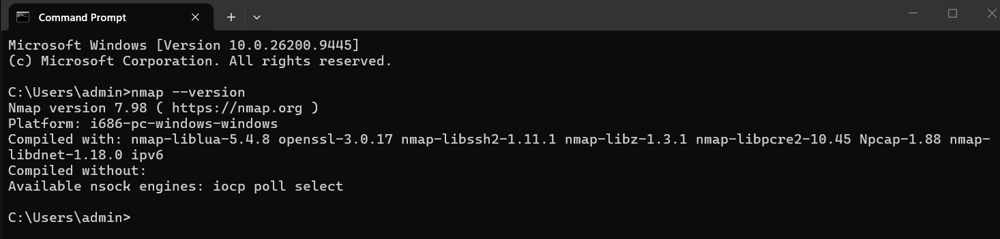 Command Prompt
Microsoft Windows [Version 10.0.26200.9445]
(c) Microsoft Corporation. All rights reserved.
C:\Users\admin>nmap --version
Nmap version 7.98 ( https://nmap.org )
Platform: i686-pc-windows-windows
Compiled with: nmap-liblua-5.4.8 openssl-3.0.17 nmap-libssh2-1.11.1 nmap-libz-1.3.1 nmap-libpcre2-10.45 Npcap-1.88 nmap-
libdnet-1.18.0 ipv6
Compiled without:
Available nsock engines: iocp poll select
C:\Users\admin>